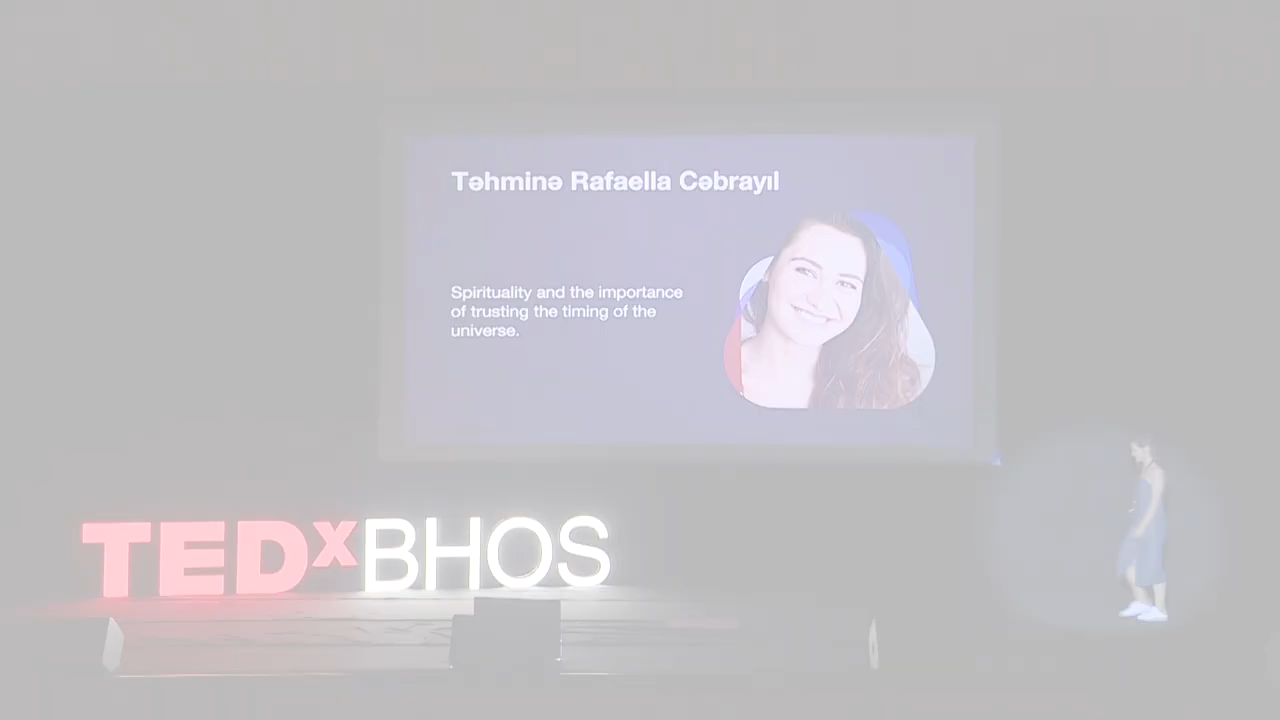 Təhminə Rafaella Cəbrayıl
Spirituality and the importance
of trusting the timing of the
universe.
TEDxBHOS